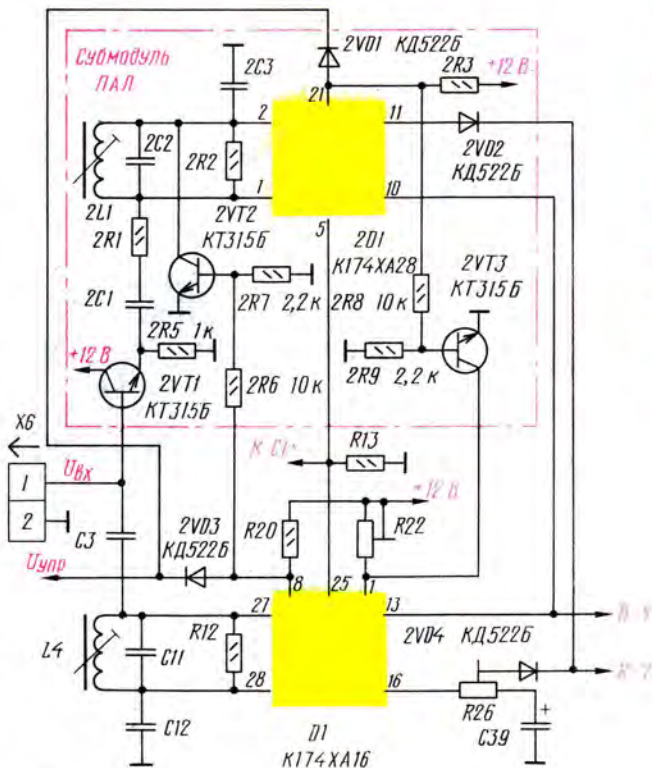 2VD1 КД522Б
Субмодуль
ПАЛ
2C3
2R3
+12 В
21
2
11
2C2
2R2
2VD2
КД522Б
1
10
2L1
2R1
2VT2
КТ315Б
5
2D1
К174ХА28
2VT3
КТ315Б
2C1
2R7
2,2 к
2R8
10 к
2R5
1 к
+12 В
2R9
2,2 к
2VT1
КТ315Б
2R6
10 к
X6
R13
К C1
1
Uвх
+12 В
2
R20
R22
C3
2VD3
КД522Б
Uупр
8
25
1
27
13
2VD4 КД522Б
L4
R12
C11
28
16
R26
C12
C39
+
D1
К174ХА16